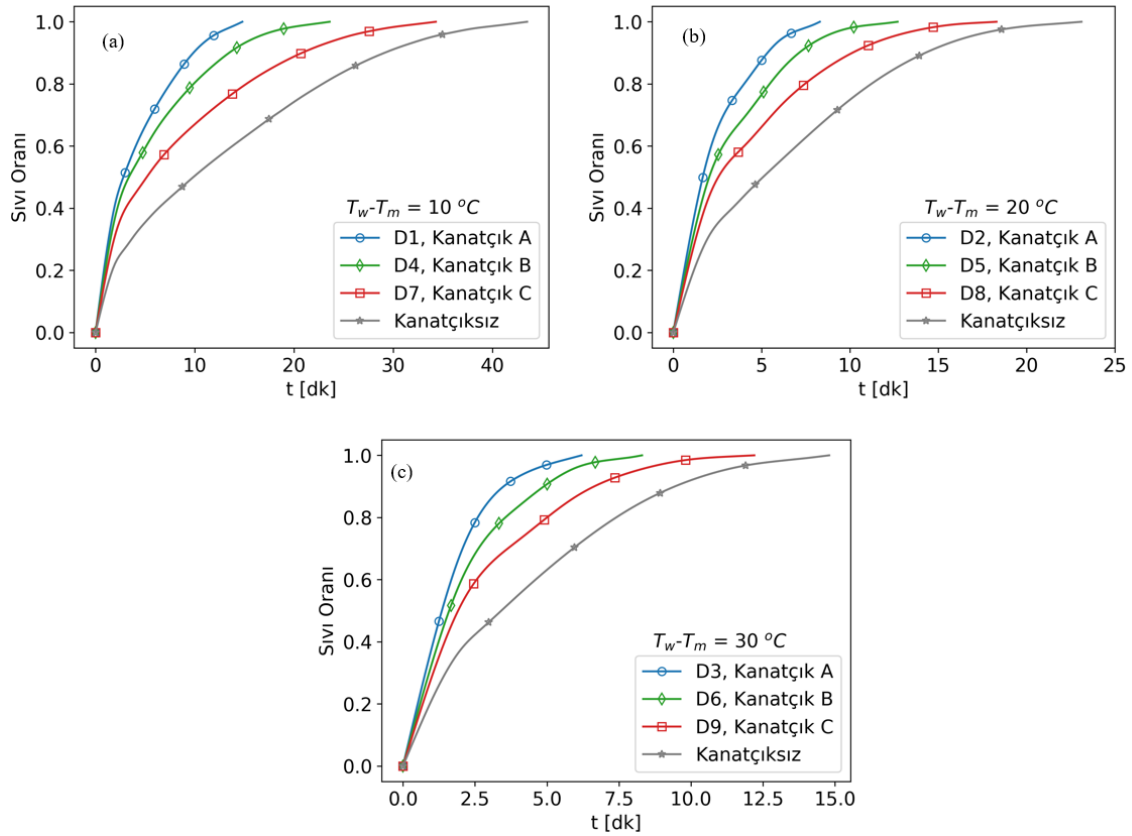 (a)
1.0
0.8
0.6
0.4
0.2
0.0
Sıvı Oranı
T_w-T_m = 10 °C
D1, Kanatçık A
D4, Kanatçık B
D7, Kanatçık C
Kanatçıksız
0 10 20 30 40
t [dk]
(b)
1.0
0.8
0.6
0.4
0.2
0.0
Sıvı Oranı
T_w-T_m = 20 °C
D2, Kanatçık A
D5, Kanatçık B
D8, Kanatçık C
Kanatçıksız
0 5 10 15 20 25
t [dk]
(c)
1.0
0.8
0.6
0.4
0.2
0.0
Sıvı Oranı
T_w-T_m = 30 °C
D3, Kanatçık A
D6, Kanatçık B
D9, Kanatçık C
Kanatçıksız
0.0 2.5 5.0 7.5 10.0 12.5 15.0
t [dk]